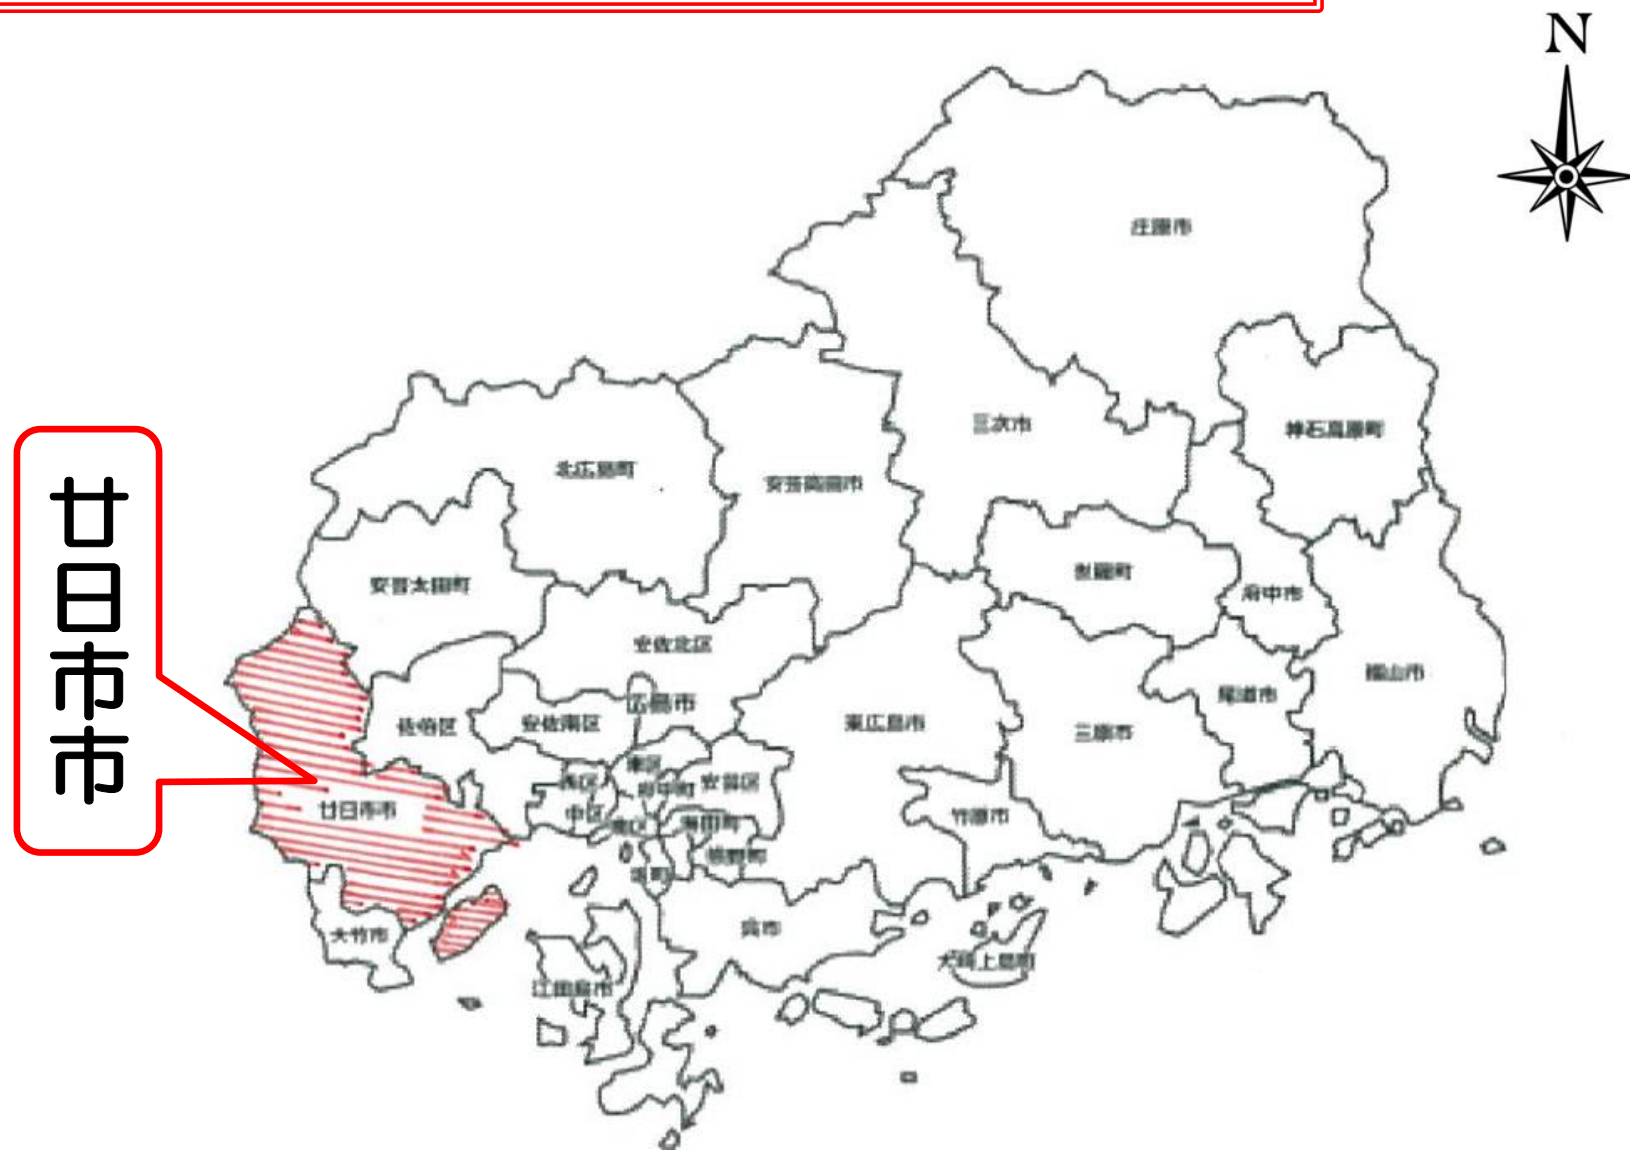 N
庄原市
三次市
神石高原町
北広島町
安芸高田市
安芸太田町
世羅町
府中市
安佐北区
福山市
尾道市
広島市
佐伯区
安佐南区
東広島市
三原市
東区
安芸区
西区
府中町
中区
廿日市市
竹原市
南区
海田町
熊野町
坂町
大竹市
呉市
大崎上島町
江田島市
廿日市市